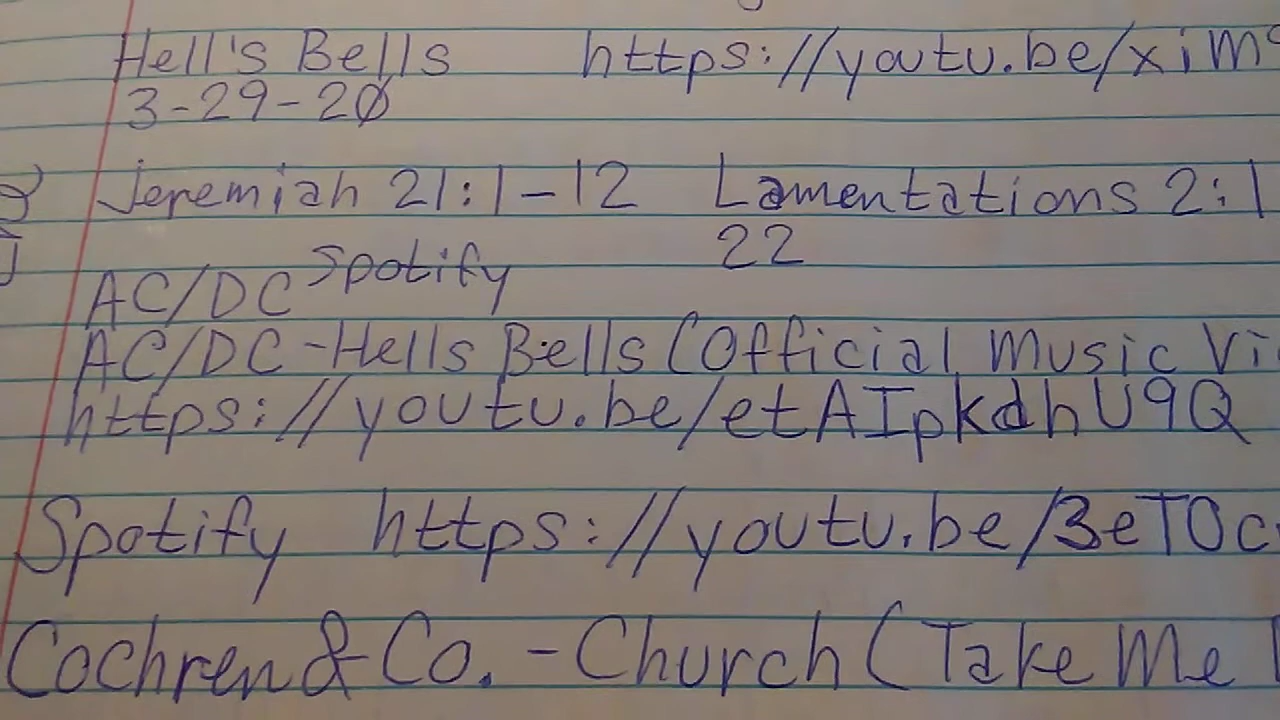 Hell's Bells https://youtu.be/xim
3-29-20
Jeremiah 21:1-12 Lamentations 2:1
22
AC/DC Spotify
AC/DC-Hells Bells (Official Music Vi
https://youtu.be/etAIpkdhU9Q
Spotify https://youtu.be/3eTOc
Cochren & Co. - Church (Take Me